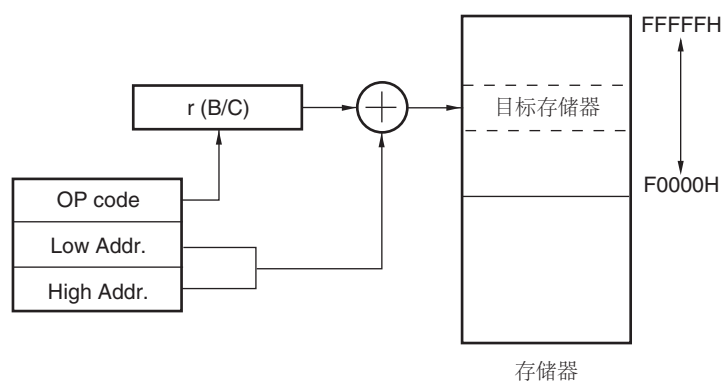 FFFFFH
r (B/C)
目标存储器
F0000H
OP code
Low Addr.
High Addr.
存储器